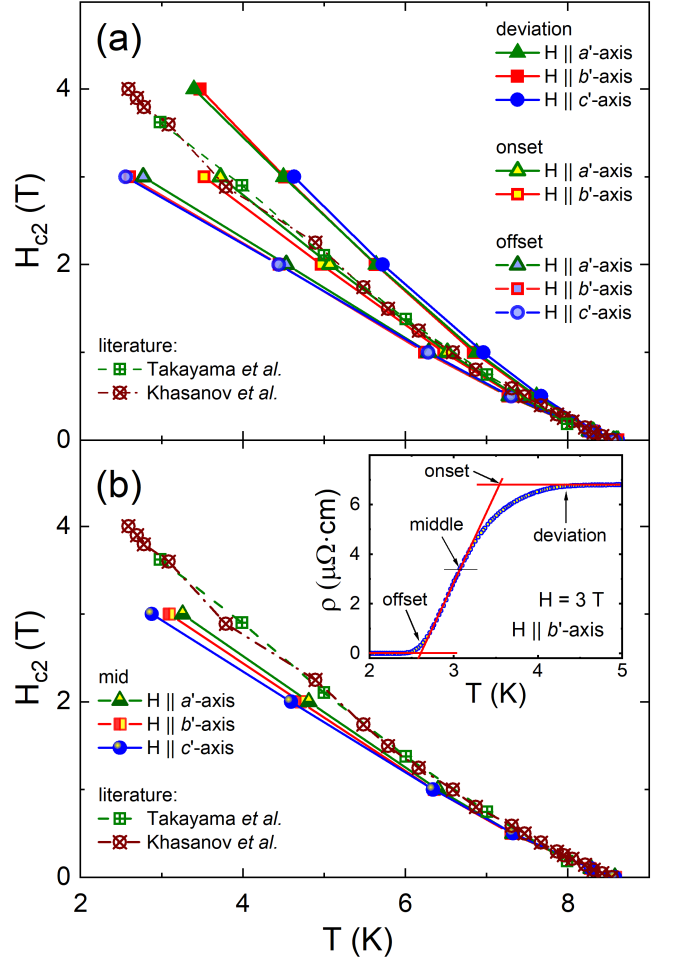 (a)
deviation
H || a'-axis
H || b'-axis
H || c'-axis
onset
H || a'-axis
H || b'-axis
offset
H || a'-axis
H || b'-axis
H || c'-axis
literature:
Takayama et al.
Khasanov et al.
Hc2 (T)
4
2
0
(b)
onset
middle
offset
deviation
H = 3 T
H || b'-axis
ρ (μΩ·cm)
6
4
2
0
2
3
4
5
T (K)
mid
H || a'-axis
H || b'-axis
H || c'-axis
literature:
Takayama et al.
Khasanov et al.
Hc2 (T)
4
2
0
2
4
6
8
T (K)